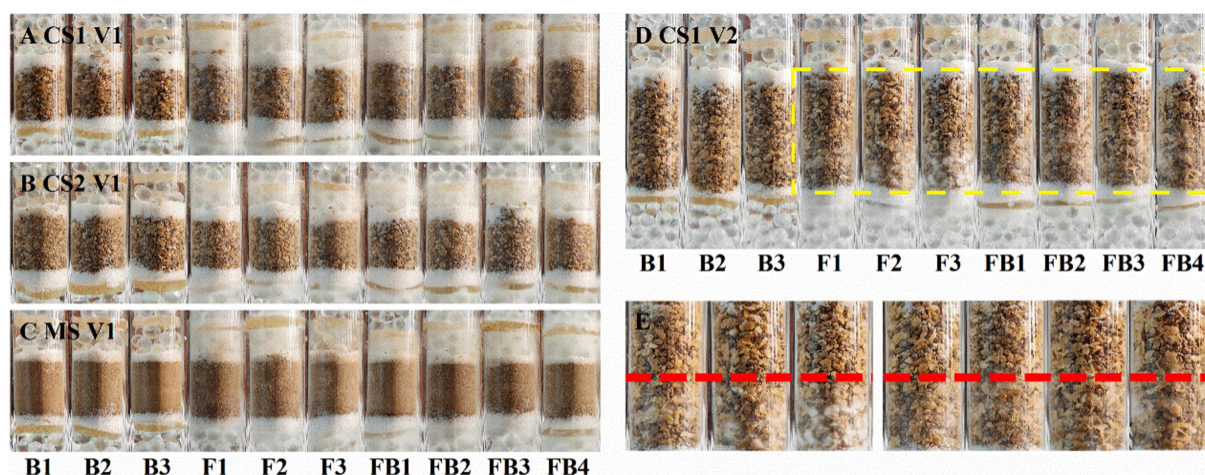 A CS1 V1
B CS2 V1
C MS V1
B1 B2 B3 F1 F2 F3 FB1 FB2 FB3 FB4
D CS1 V2
B1 B2 B3 F1 F2 F3 FB1 FB2 FB3 FB4
E